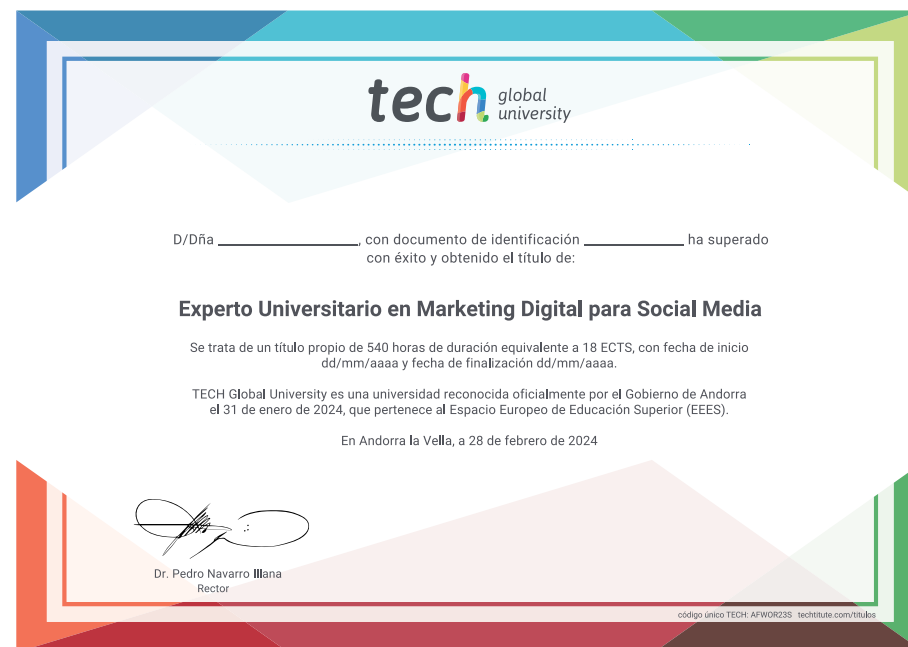 tech global
university
D/Dña ____________________, con documento de identificación ______________ ha superado
con éxito y obtenido el título de:
Experto Universitario en Marketing Digital para Social Media
Se trata de un título propio de 540 horas de duración equivalente a 18 ECTS, con fecha de inicio
dd/mm/aaaa y fecha de finalización dd/mm/aaaa.
TECH Global University es una universidad reconocida oficialmente por el Gobierno de Andorra
el 31 de enero de 2024, que pertenece al Espacio Europeo de Educación Superior (EEES).
En Andorra la Vella, a 28 de febrero de 2024
Dr. Pedro Navarro Illana
Rector
código único TECH: AFWOR23S techtitute.com/titulos